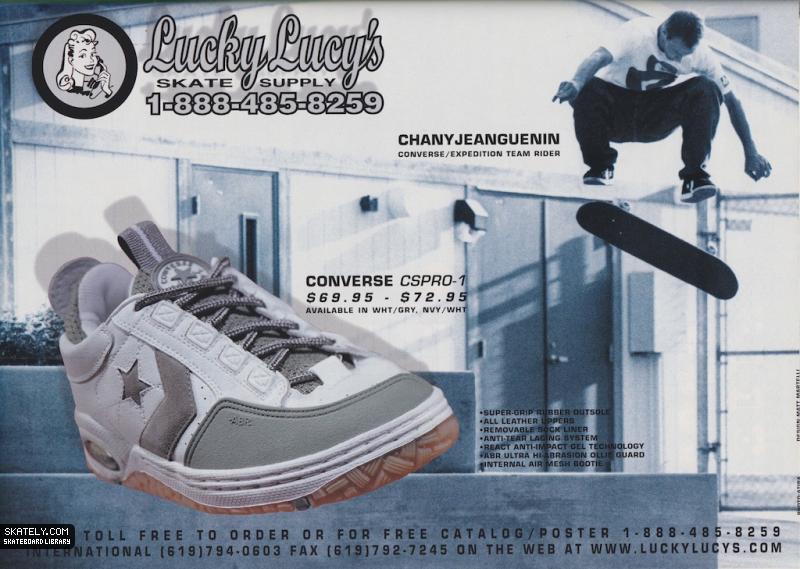 Lucky Lucy's
SKATE SUPPLY
1-888-485-8259
CHANYJEANGUENIN
CONVERSE/EXPEDITION TEAM RIDER
CONVERSE CSPRO-1
$69.95 - $72.95
AVAILABLE IN WHT/GRY, NVY/WHT
CONVERSE
ABR
•SUPER-GRIP RUBBER OUTSOLE
•ALL LEATHER UPPERS
•REMOVABLE SOCK LINER
•ANTI-TEAR LACING SYSTEM
•REACT ANTI-IMPACT GEL TECHNOLOGY
•ABR ULTRA HI-ABRASION OLLIE GUARD
•INTERNAL AIR MESH BOOTIE
DESIGN: MATT MARTELLI
TOLL FREE TO ORDER OR FOR FREE CATALOG/POSTER 1-888-485-8259
INTERNATIONAL (619)794-0603 FAX (619)792-7245 ON THE WEB AT WWW.LUCKYLUCYS.COM
SKATELY.COM
SKATEBOARD LIBRARY